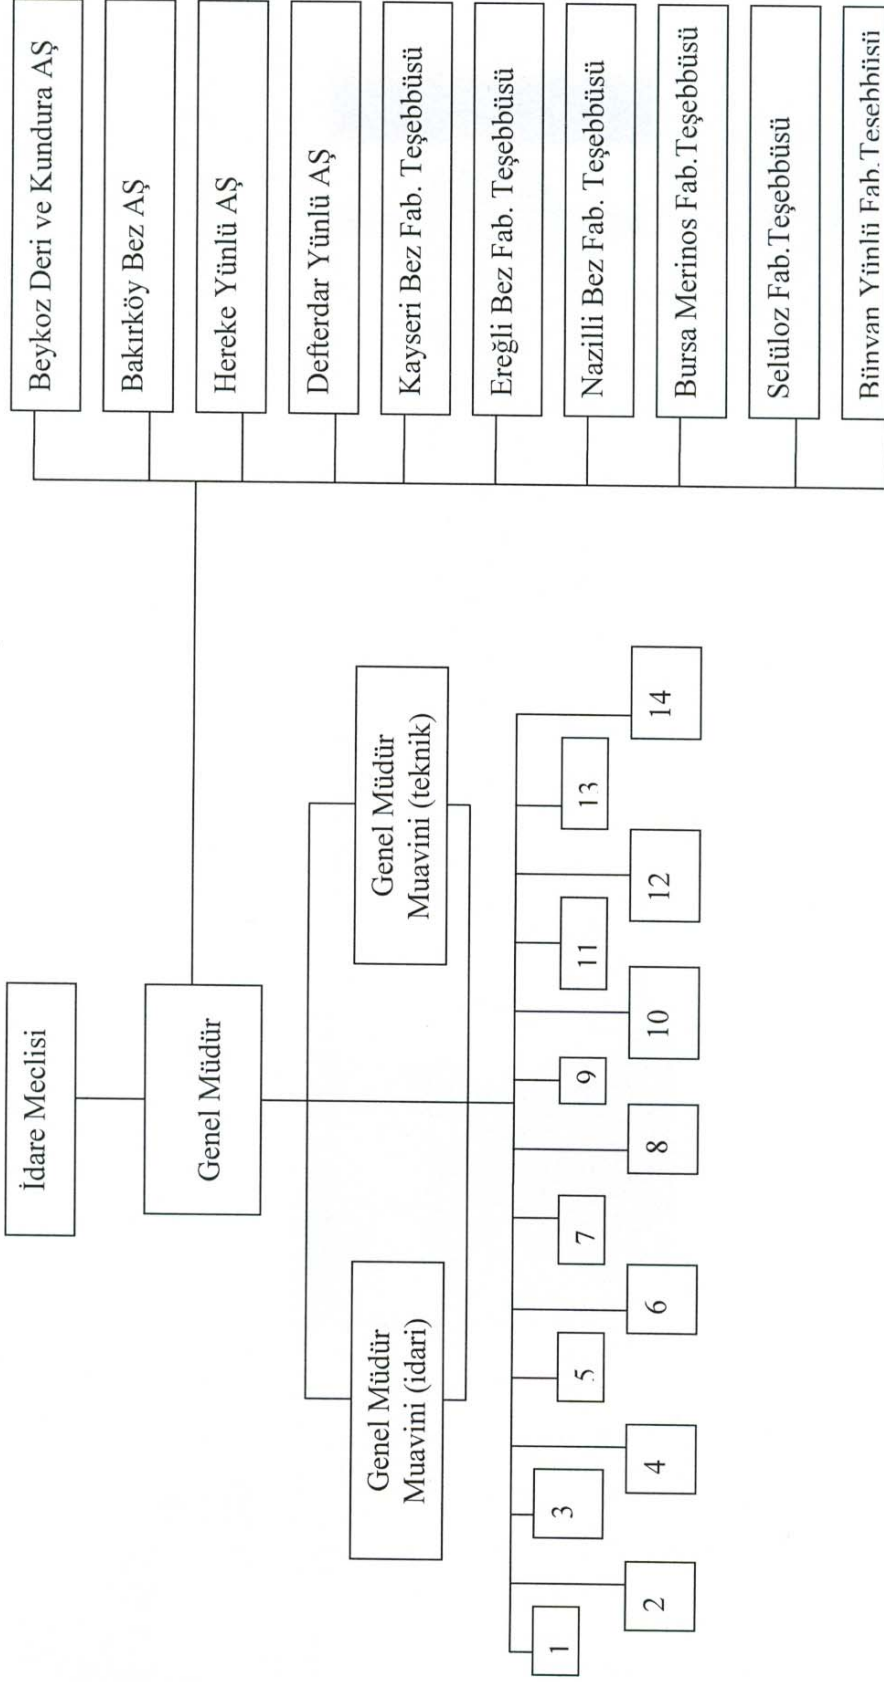 İdare Meclisi
Genel Müdür
Genel Müdür
Muavini (idari)
Genel Müdür
Muavini (teknik)
1
2
3
4
5
6
7
8
9
10
11
12
13
14
Beykoz Deri ve Kundura AŞ
Bakırköy Bez AŞ
Hereke Yünlü AŞ
Defterdar Yünlü AŞ
Kayseri Bez Fab. Teşebbüsü
Ereğli Bez Fab. Teşebbüsü
Nazilli Bez Fab. Teşebbüsü
Bursa Merinos Fab.Teşebbüsü
Selüloz Fab.Teşebbüsü
Bünyan Yünlü Fab.Teşebbüsü